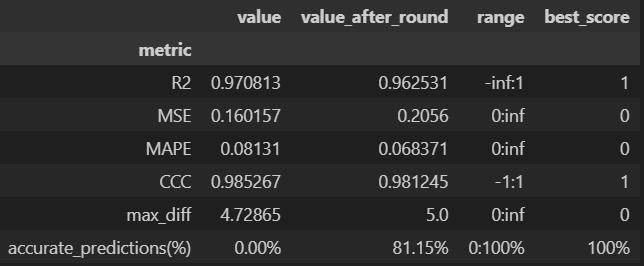 value value_after_round range best_score
metric
R2 0.970813 0.962531 -inf:1 1
MSE 0.160157 0.2056 0:inf 0
MAPE 0.08131 0.068371 0:inf 0
CCC 0.985267 0.981245 -1:1 1
max_diff 4.72865 5.0 0:inf 0
accurate_predictions(%) 0.00% 81.15% 0:100% 100%